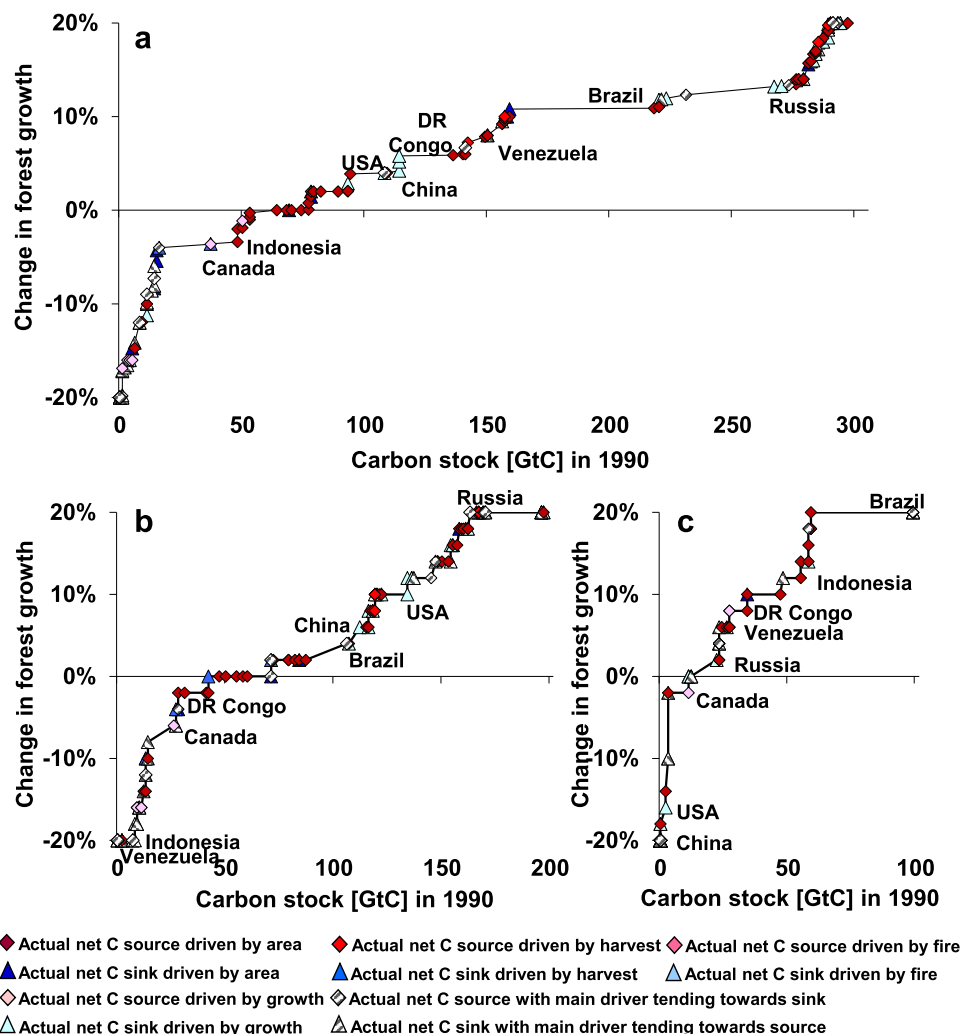 20%
a
10%
0%
-10%
-20%
Change in forest growth
Brazil
Russia
DR
Congo
Venezuela
USA
China
Indonesia
Canada
0 50 100 150 200 250 300
Carbon stock [GtC] in 1990
b
20%
10%
0%
-10%
-20%
Change in forest growth
Russia
USA
China
Brazil
DR Congo
Canada
Indonesia
Venezuela
0 50 100 150 200
Carbon stock [GtC] in 1990
c
20%
10%
0%
-10%
-20%
Change in forest growth
Brazil
Indonesia
DR Congo
Venezuela
Russia
Canada
USA
China
0 50 100
Carbon stock [GtC] in 1990
Actual net C source driven by area
Actual net C source driven by harvest
Actual net C source driven by fire
Actual net C sink driven by area
Actual net C sink driven by harvest
Actual net C sink driven by fire
Actual net C source driven by growth
Actual net C source with main driver tending towards sink
Actual net C sink driven by growth
Actual net C sink with main driver tending towards source